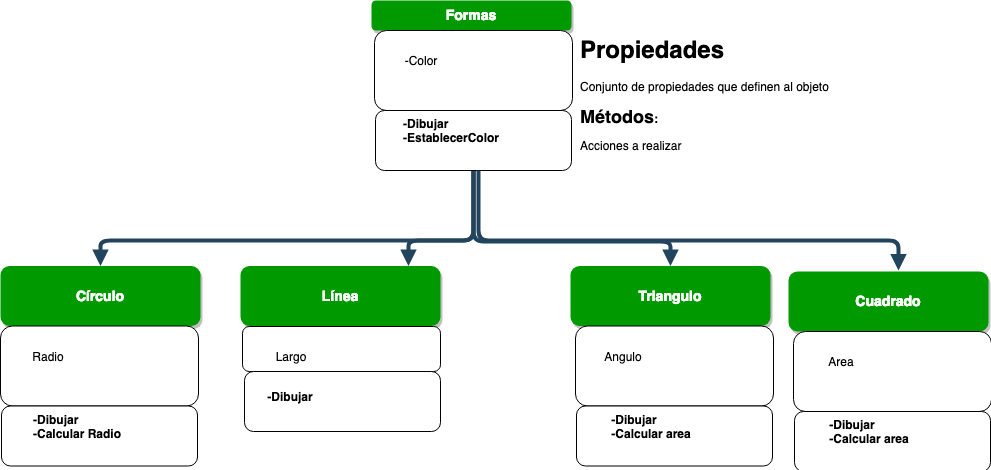 Formas
-Color
Propiedades
Conjunto de propiedades que definen al objeto
Métodos:
-Dibujar
-EstablecerColor
Acciones a realizar
Círculo
Radio
-Dibujar
-Calcular Radio
Línea
Largo
-Dibujar
Triangulo
Angulo
-Dibujar
-Calcular area
Cuadrado
Area
-Dibujar
-Calcular area